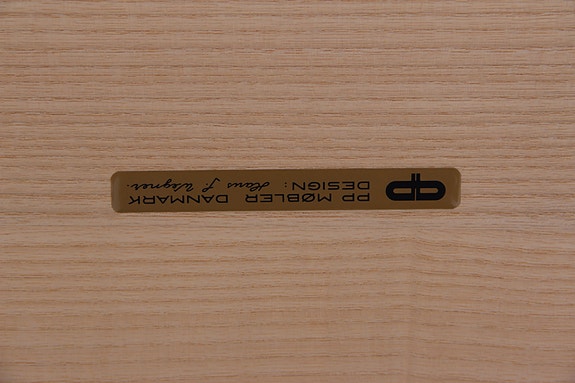 PP MØBLER DANMARK
DESIGN: Hans J. Wegner.